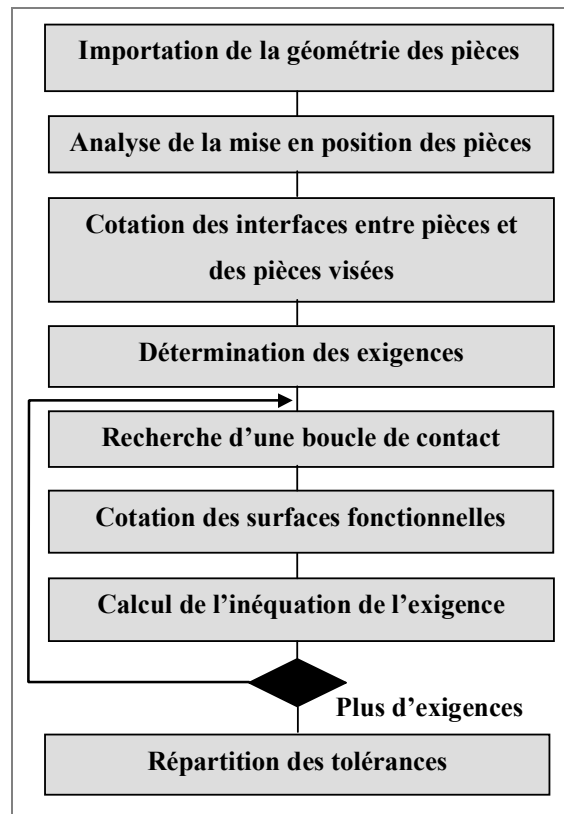 Importation de la géométrie des pièces
Analyse de la mise en position des pièces
Cotation des interfaces entre pièces et
des pièces visées
Détermination des exigences
Recherche d’une boucle de contact
Cotation des surfaces fonctionnelles
Calcul de l’inéquation de l’exigence
Plus d’exigences
Répartition des tolérances